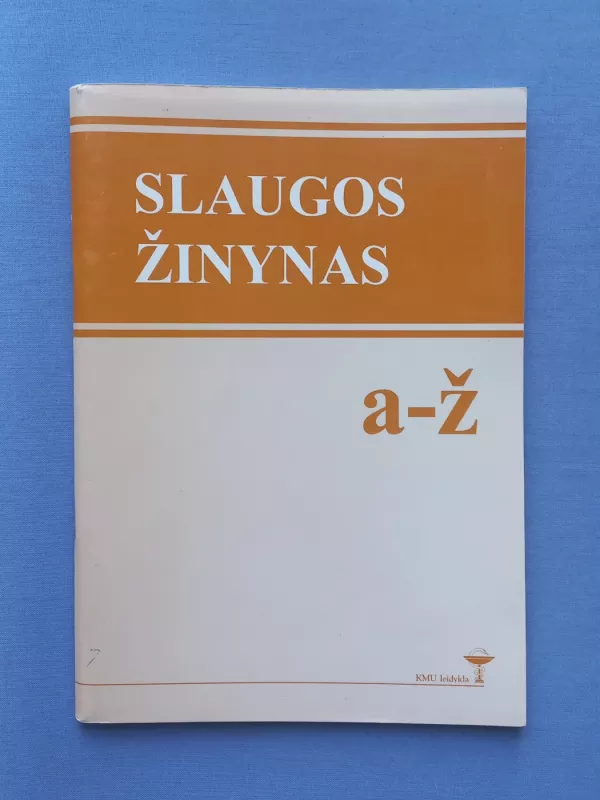 SLAUGOS
ŽINYNAS
a-ž
KMU leidykla